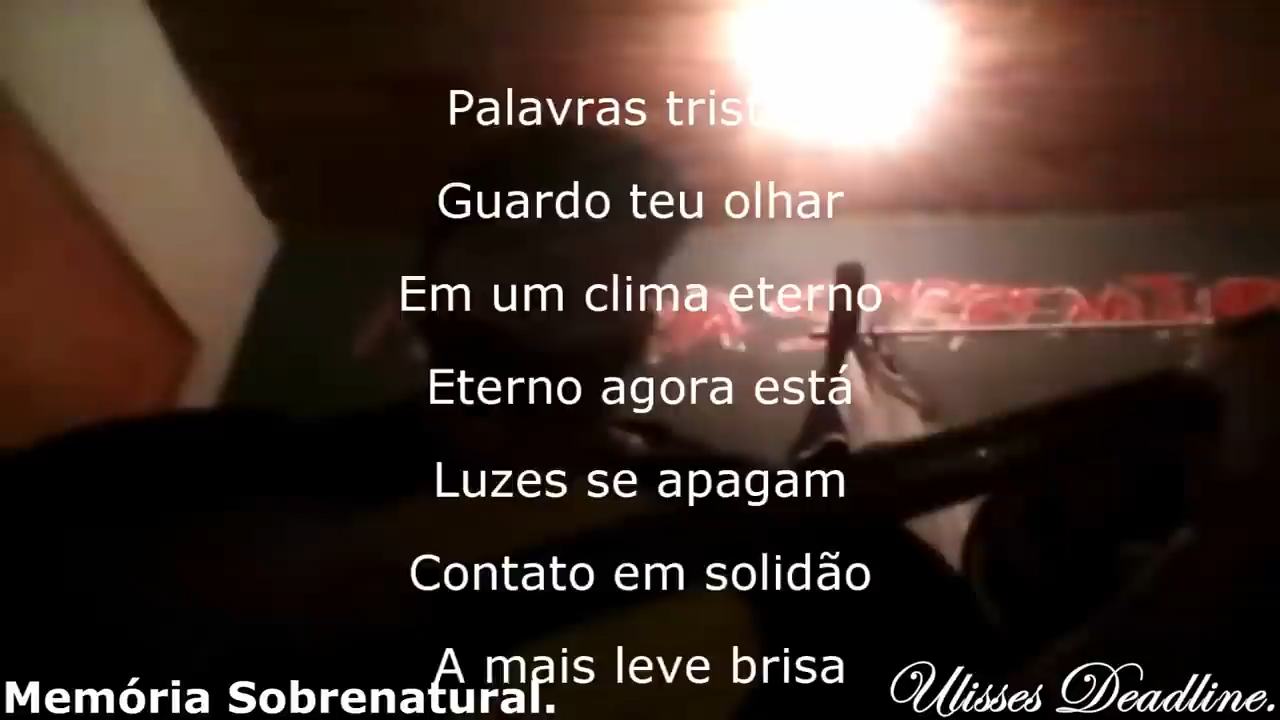 Palavras
Guardo teu olhar
Em um clima eterno
Eterno agora está
Luzes se apagam
Contato em solidão
A mais leve brisa
Memória Sobrenatural.
Ulisses Deadline.